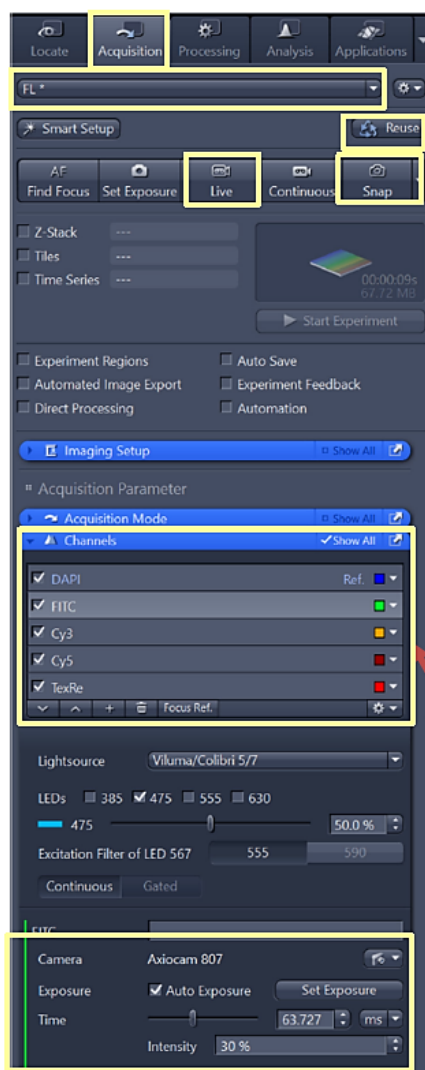 Locate Acquisition Processing Analysis Applications
FL *
Smart Setup Reuse
AF
Find Focus Set Exposure Live Continuous Snap
Z-Stack ---
Tiles ---
Time Series --- 00:00:09s
67.72 MB
Start Experiment
Experiment Regions Auto Save
Automated Image Export Experiment Feedback
Direct Processing Automation
Imaging Setup Show All
Acquisition Parameter
Acquisition Mode Show All
Channels Show All
DAPI Ref.
FITC
Cy3
Cy5
TexRe
+ Focus Ref.
Lightsource Viluma/Colibri 5/7
LEDs 385 475 555 630
475 50.0 %
Excitation Filter of LED 567 555 590
Continuous Gated
FITC
Camera Axiocam 807
Exposure Auto Exposure Set Exposure
Time 63.727 ms
Intensity 30 %